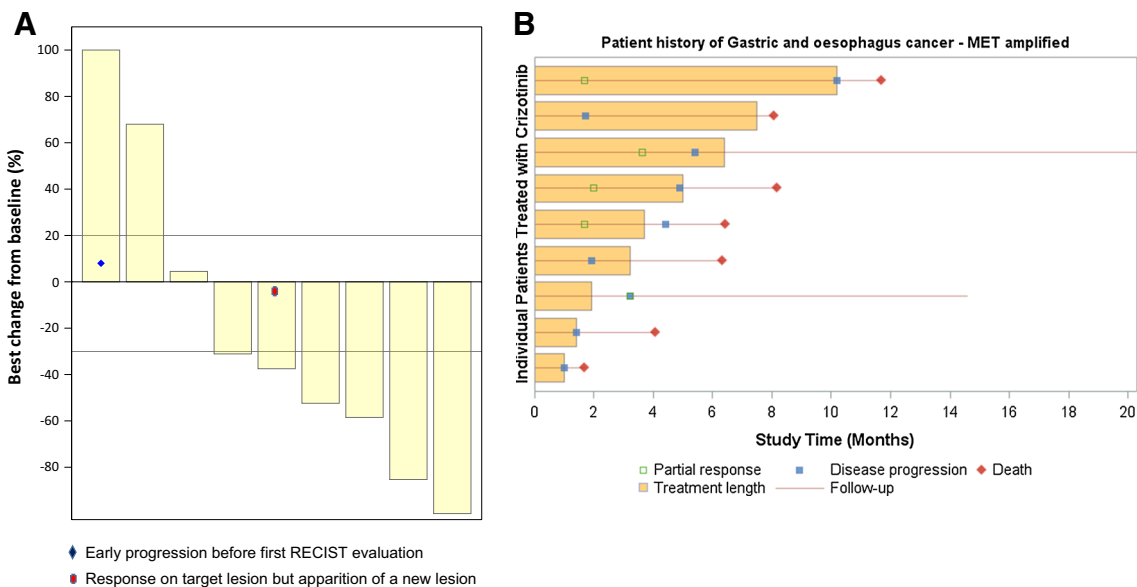 A
Best change from baseline (%)
100
80
60
40
20
0
-20
-40
-60
-80
Early progression before first RECIST evaluation
Response on target lesion but apparition of a new lesion
B
Patient history of Gastric and oesophagus cancer - MET amplified
Individual Patients Treated with Crizotinib
0 2 4 6 8 10 12 14 16 18 20
Study Time (Months)
Partial response Disease progression Death
Treatment length Follow-up